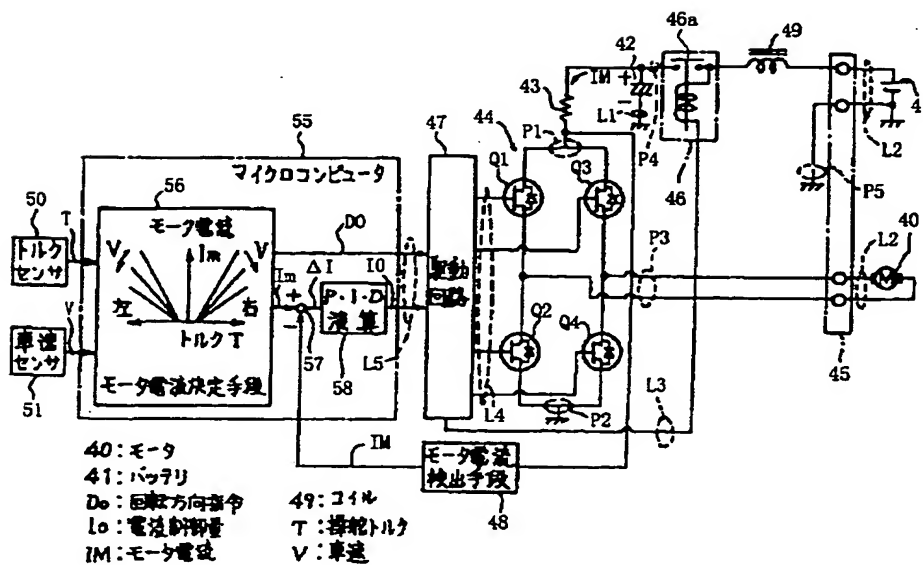 46a
49
42
IM
+
43
4
L1
44
P1
P4
L2
55
47
46
マイクロコンピュータ
Q1
Q3
P5
56
50
モータ電流
DO
40
T
トルク
センサ
V
Im
V
P3
L2
Im
+
ΔI
P・I・D
演算
IO
駆動
回路
左
右
トルクT
−
Q2
Q4
V
車速
センサ
57
58
L5
45
51
モータ電流決定手段
L4
P2
L3
IM
モータ電流
検出手段
48
40：モータ
41：バッテリ
Do：回転方向指令
Io：電流制御量
IM：モータ電流
49：コイル
T：操舵トルク
V：車速